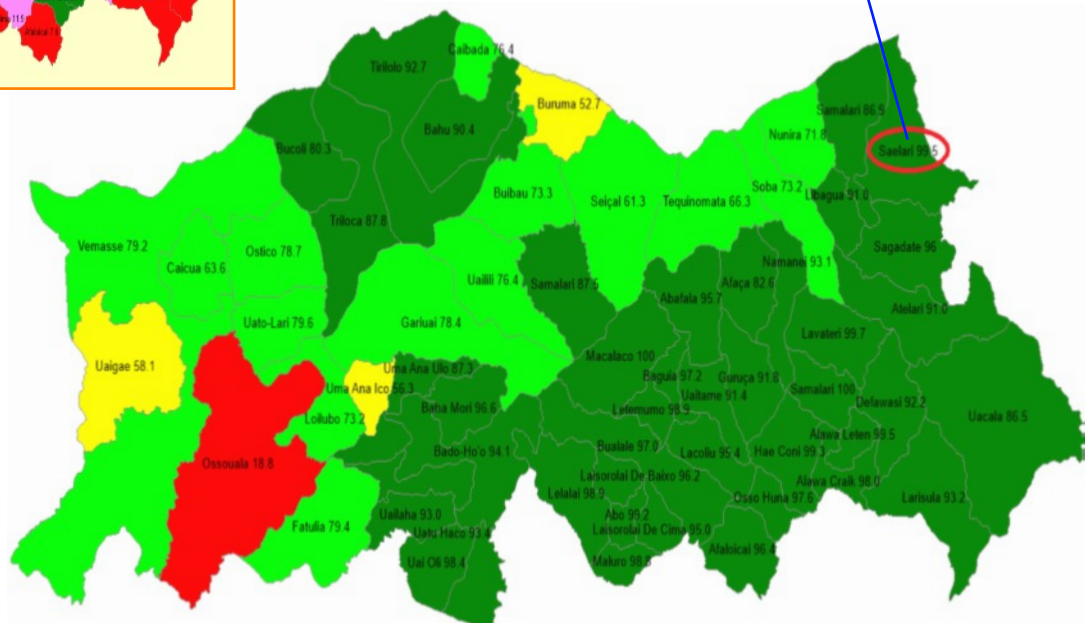 Caibada 76.4
Tirilolo 92.7
Buruma 52.7
Samalari 86.9
Bahu 90.4
Nunira 71.8
Bucoli 80.3
Saelari 99.5
Soba 73.2
Buibau 73.3
Libagua 91.0
Seiçal 61.3
Tequinomata 66.3
Triloca 87.8
Vemasse 79.2
Ostico 78.7
Sagadate 96
Caicua 63.6
Namanei 93.1
Uailili 76.4
Samalari 87.5
Afaça 82.6
Abafala 95.7
Atelari 91.0
Uato-Lari 79.6
Gariuai 78.4
Lavateri 99.7
Macalaco 100
Uaigae 58.1
Uma Ana Ulo 87.3
Baguia 97.2
Guruça 91.8
Uma Ana Ico 56.3
Samalari 100
Uaitame 91.4
Defawasi 92.2
Baha Mori 96.6
Letemumo 98.9
Uacala 86.5
Loilubo 73.2
Alawa Leten 99.5
Bualale 97.0
Bado-Ho'o 94.1
Lacoliu 95.4
Hae Coni 99.3
Ossouala 18.8
Laisorolai De Baixo 96.2
Alawa Craik 98.0
Lelalai 98.9
Osso Huna 97.6
Larisula 93.2
Uailaha 93.0
Abo 99.2
Fatulia 79.4
Laisorolai De Cima 95.0
Uatu Haco 93.4
Afaloicai 96.4
Uai Oli 98.4